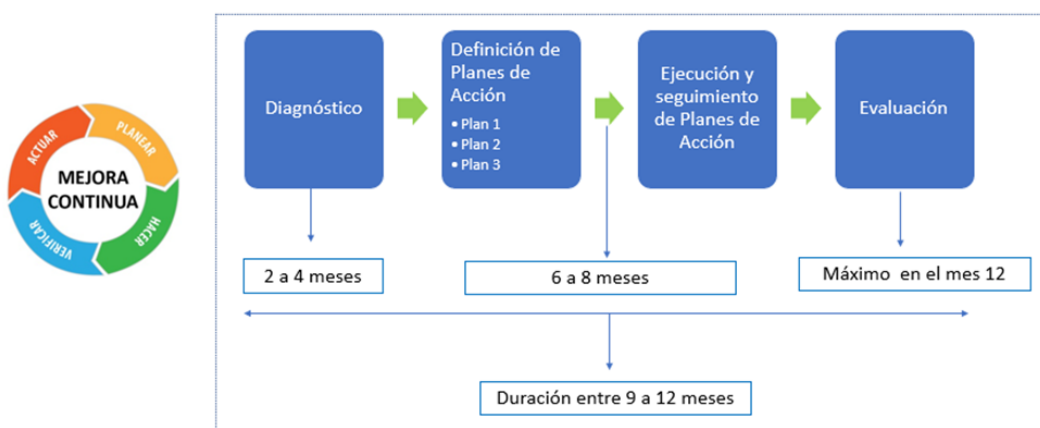 ACTUAR
PLANEAR
MEJORA
CONTINUA
VERIFICAR
HACER
Diagnóstico
Definición de
Planes de
Acción
• Plan 1
• Plan 2
• Plan 3
Ejecución y
seguimiento
de Planes de
Acción
Evaluación
2 a 4 meses
6 a 8 meses
Máximo en el mes 12
Duración entre 9 a 12 meses